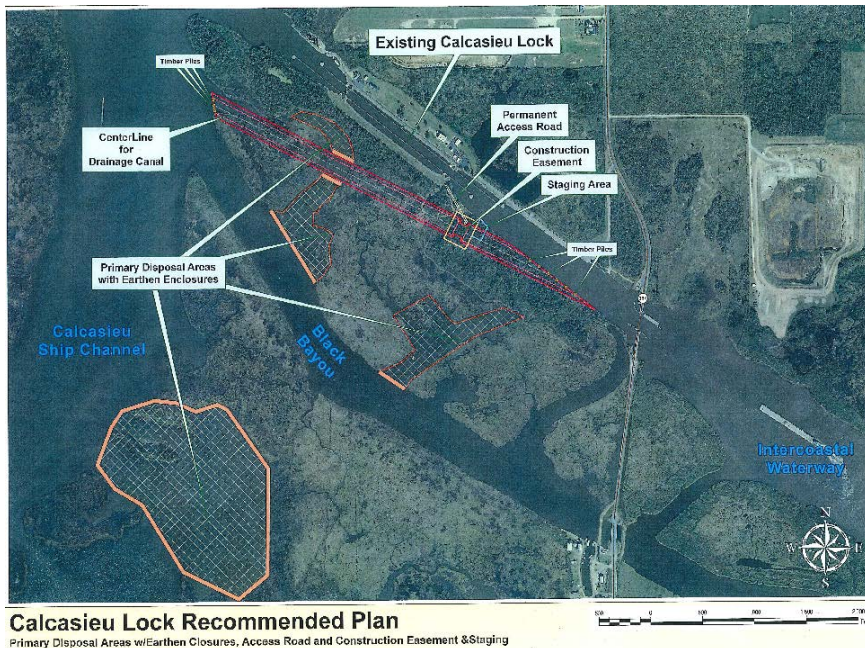 Existing Calcasieu Lock
Timber Piles
Permanent
Access Road
CenterLine
for
Drainage Canal
Construction
Easement
Staging Area
Timber Piles
Primary Disposal Areas
with Earthen Enclosures
Calcasieu
Ship Channel
Black
Bayou
Intercoastal
Waterway
N
W
E
S
Calcasieu Lock Recommended Plan
Primary Disposal Areas w/Earthen Closures, Access Road and Construction Easement &Staging